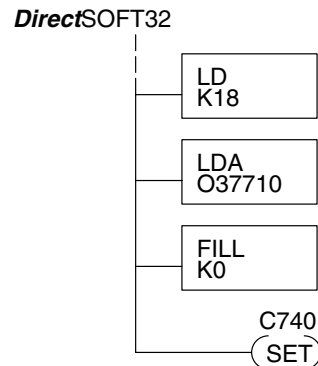 DirectSOFT32
LD
K18
LDA
O37710
FILL
K0
C740
SET